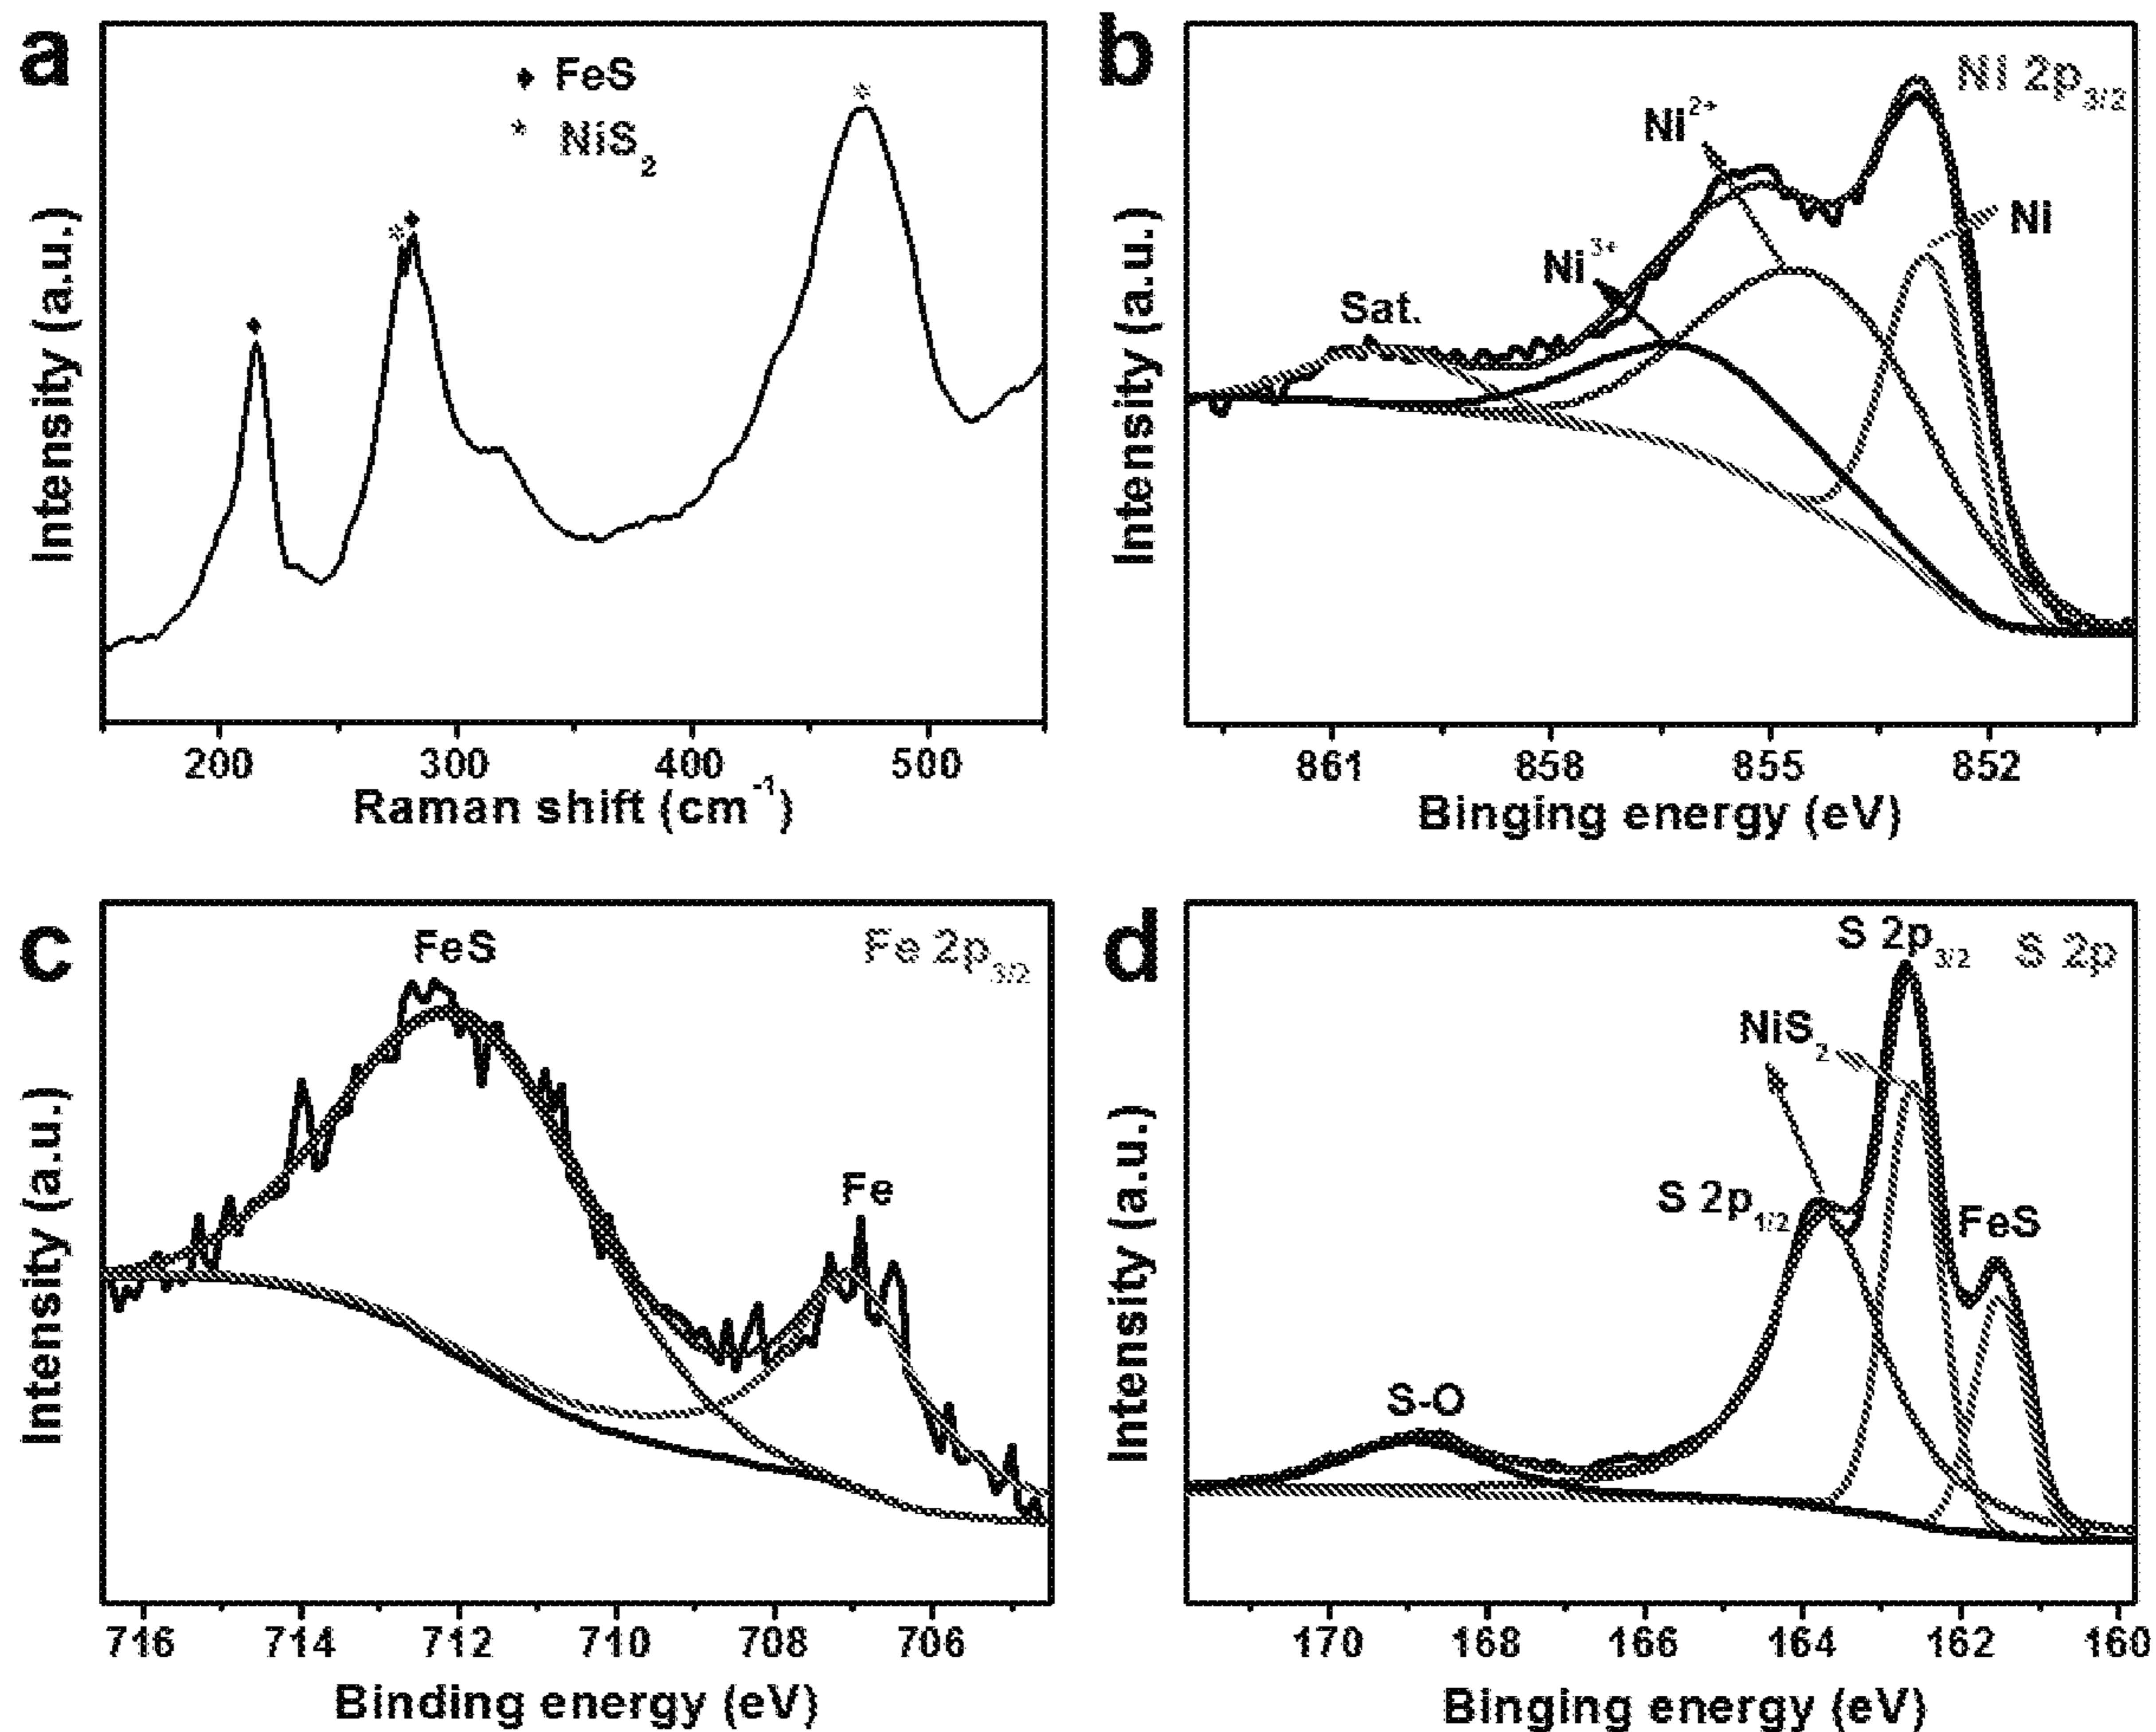 a
♦ FeS
* NiS₂
Intensity (a.u.)
200 300 400 500
Raman shift (cm⁻¹)
b
Ni 2p₃/₂
Ni²⁺
Ni
Ni³⁺
Sat.
Intensity (a.u.)
861 858 855 852
Binging energy (eV)
c
FeS
Fe 2p₃/₂
Fe
Intensity (a.u.)
716 714 712 710 708 706
Binding energy (eV)
d
S 2p₃/₂
S 2p
NiS₂
S 2p₁/₂
FeS
S-O
Intensity (a.u.)
170 168 166 164 162 160
Binging energy (eV)